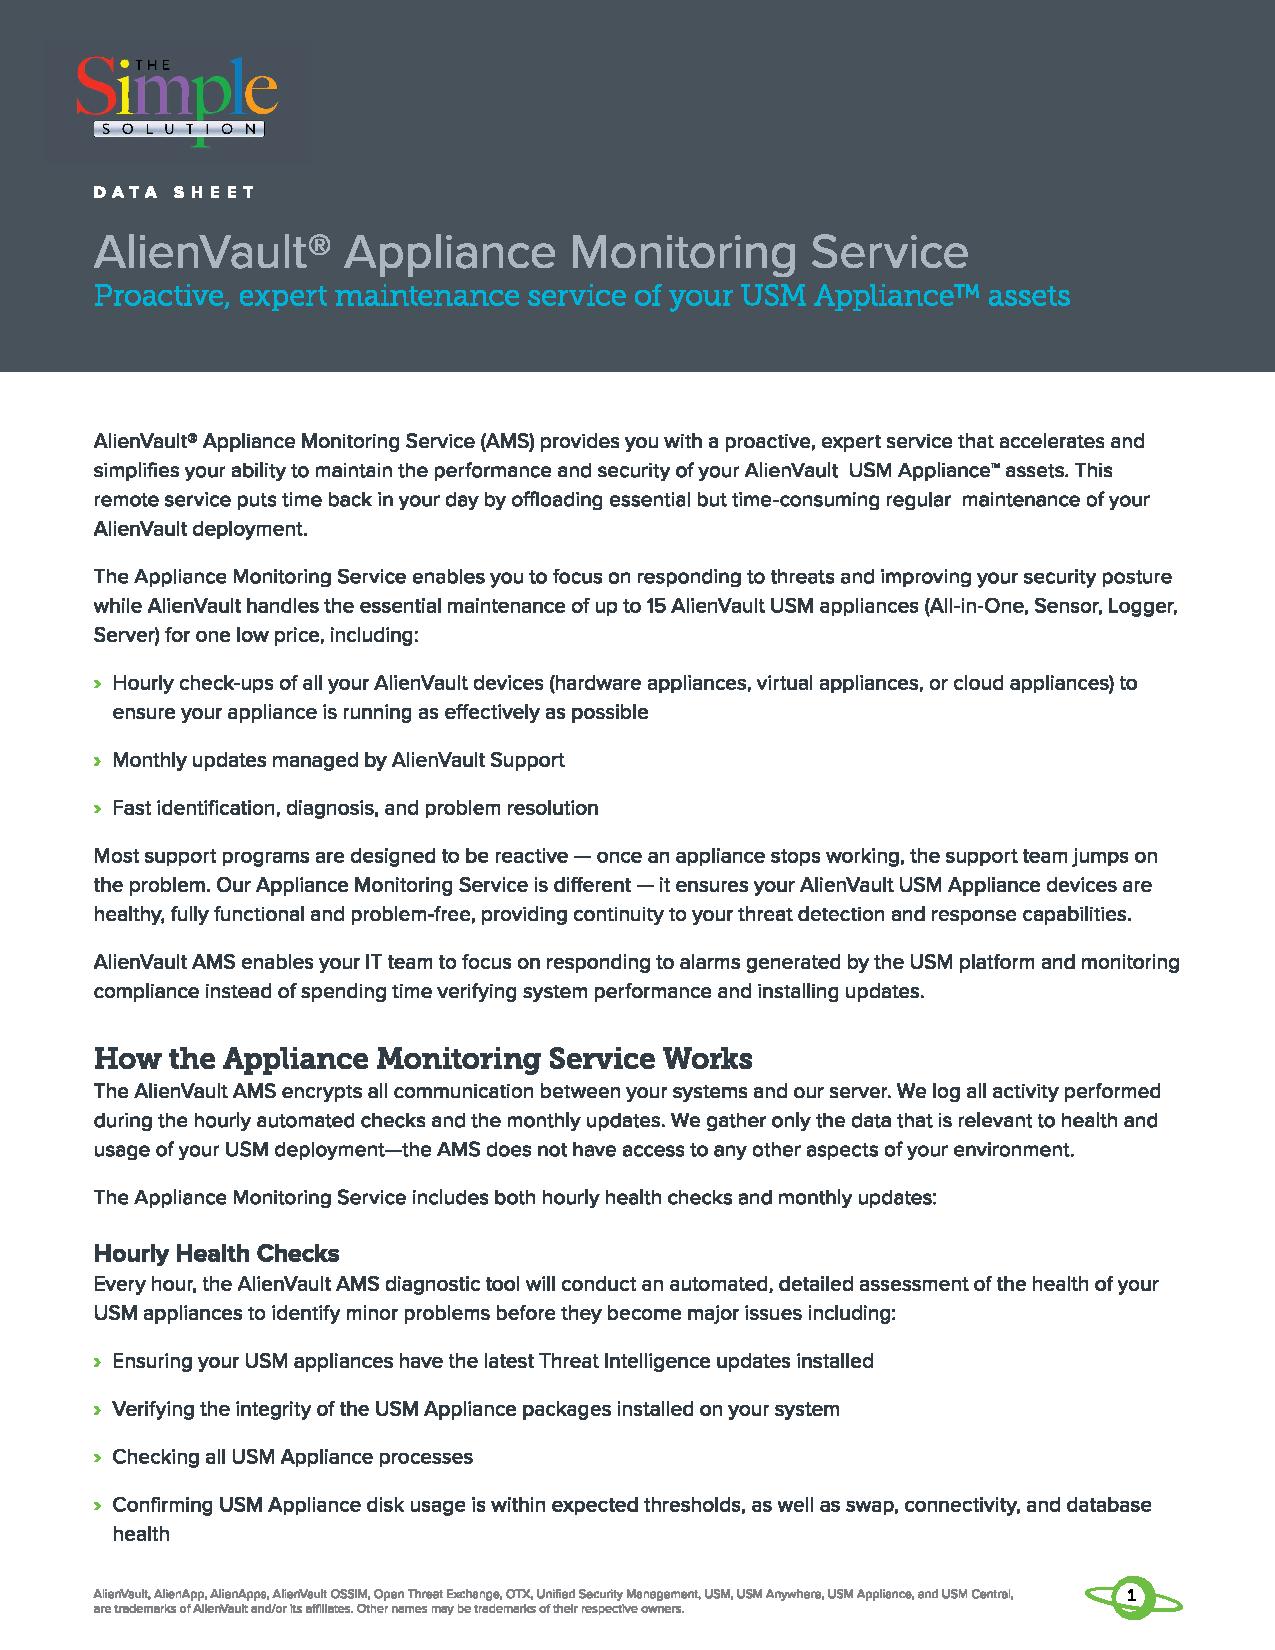 THE
Simple
SOLUTION
DATA SHEET
AlienVault® Appliance Monitoring Service
Proactive, expert maintenance service of your USM Appliance™ assets
AlienVault® Appliance Monitoring Service (AMS) provides you with a proactive, expert service that accelerates and
simplifies your ability to maintain the performance and security of your AlienVault USM Appliance™ assets. This
remote service puts time back in your day by offloading essential but time-consuming regular maintenance of your
AlienVault deployment.
The Appliance Monitoring Service enables you to focus on responding to threats and improving your security posture
while AlienVault handles the essential maintenance of up to 15 AlienVault USM appliances (All-in-One, Sensor, Logger,
Server) for one low price, including:
› Hourly check-ups of all your AlienVault devices (hardware appliances, virtual appliances, or cloud appliances) to
ensure your appliance is running as effectively as possible
› Monthly updates managed by AlienVault Support
› Fast identification, diagnosis, and problem resolution
Most support programs are designed to be reactive — once an appliance stops working, the support team jumps on
the problem. Our Appliance Monitoring Service is different — it ensures your AlienVault USM Appliance devices are
healthy, fully functional and problem-free, providing continuity to your threat detection and response capabilities.
AlienVault AMS enables your IT team to focus on responding to alarms generated by the USM platform and monitoring
compliance instead of spending time verifying system performance and installing updates.
How the Appliance Monitoring Service Works
The AlienVault AMS encrypts all communication between your systems and our server. We log all activity performed
during the hourly automated checks and the monthly updates. We gather only the data that is relevant to health and
usage of your USM deployment—the AMS does not have access to any other aspects of your environment.
The Appliance Monitoring Service includes both hourly health checks and monthly updates:
Hourly Health Checks
Every hour, the AlienVault AMS diagnostic tool will conduct an automated, detailed assessment of the health of your
USM appliances to identify minor problems before they become major issues including:
› Ensuring your USM appliances have the latest Threat Intelligence updates installed
› Verifying the integrity of the USM Appliance packages installed on your system
› Checking all USM Appliance processes
› Confirming USM Appliance disk usage is within expected thresholds, as well as swap, connectivity, and database
health
AlienVault, AlienApp, AlienApps, AlienVault OSSIM, Open Threat Exchange, OTX, Unified Security Management, USM, USM Anywhere, USM Appliance, and USM Central,
are trademarks of AlienVault and/or its affiliates. Other names may be trademarks of their respective owners.
1